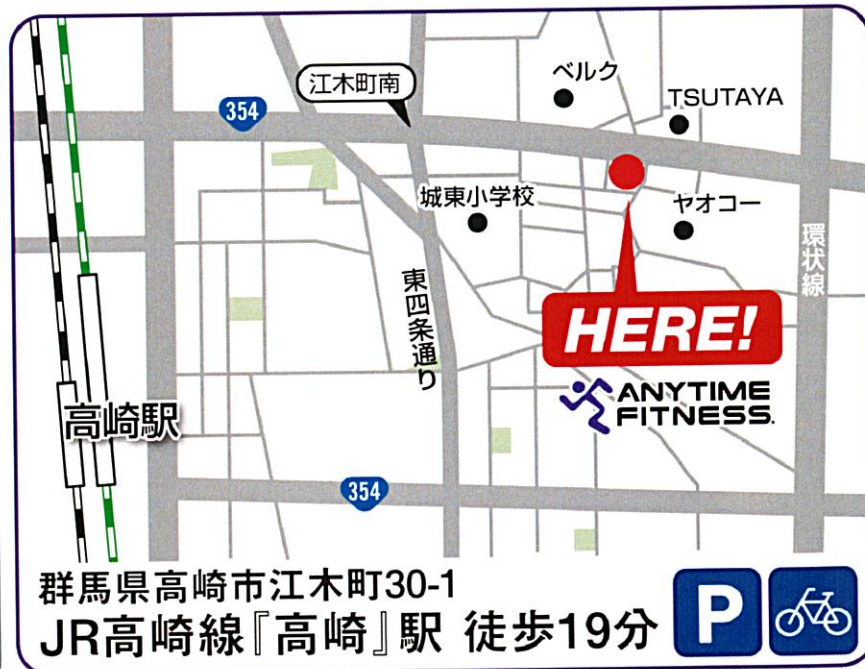 江木町南
354
ベルク
TSUTAYA
城東小学校
ヤオコー
環状線
東四条通り
HERE!
ANYTIME
FITNESS.
高崎駅
354
群馬県高崎市江木町30-1
JR高崎線『高崎』駅 徒歩19分
P